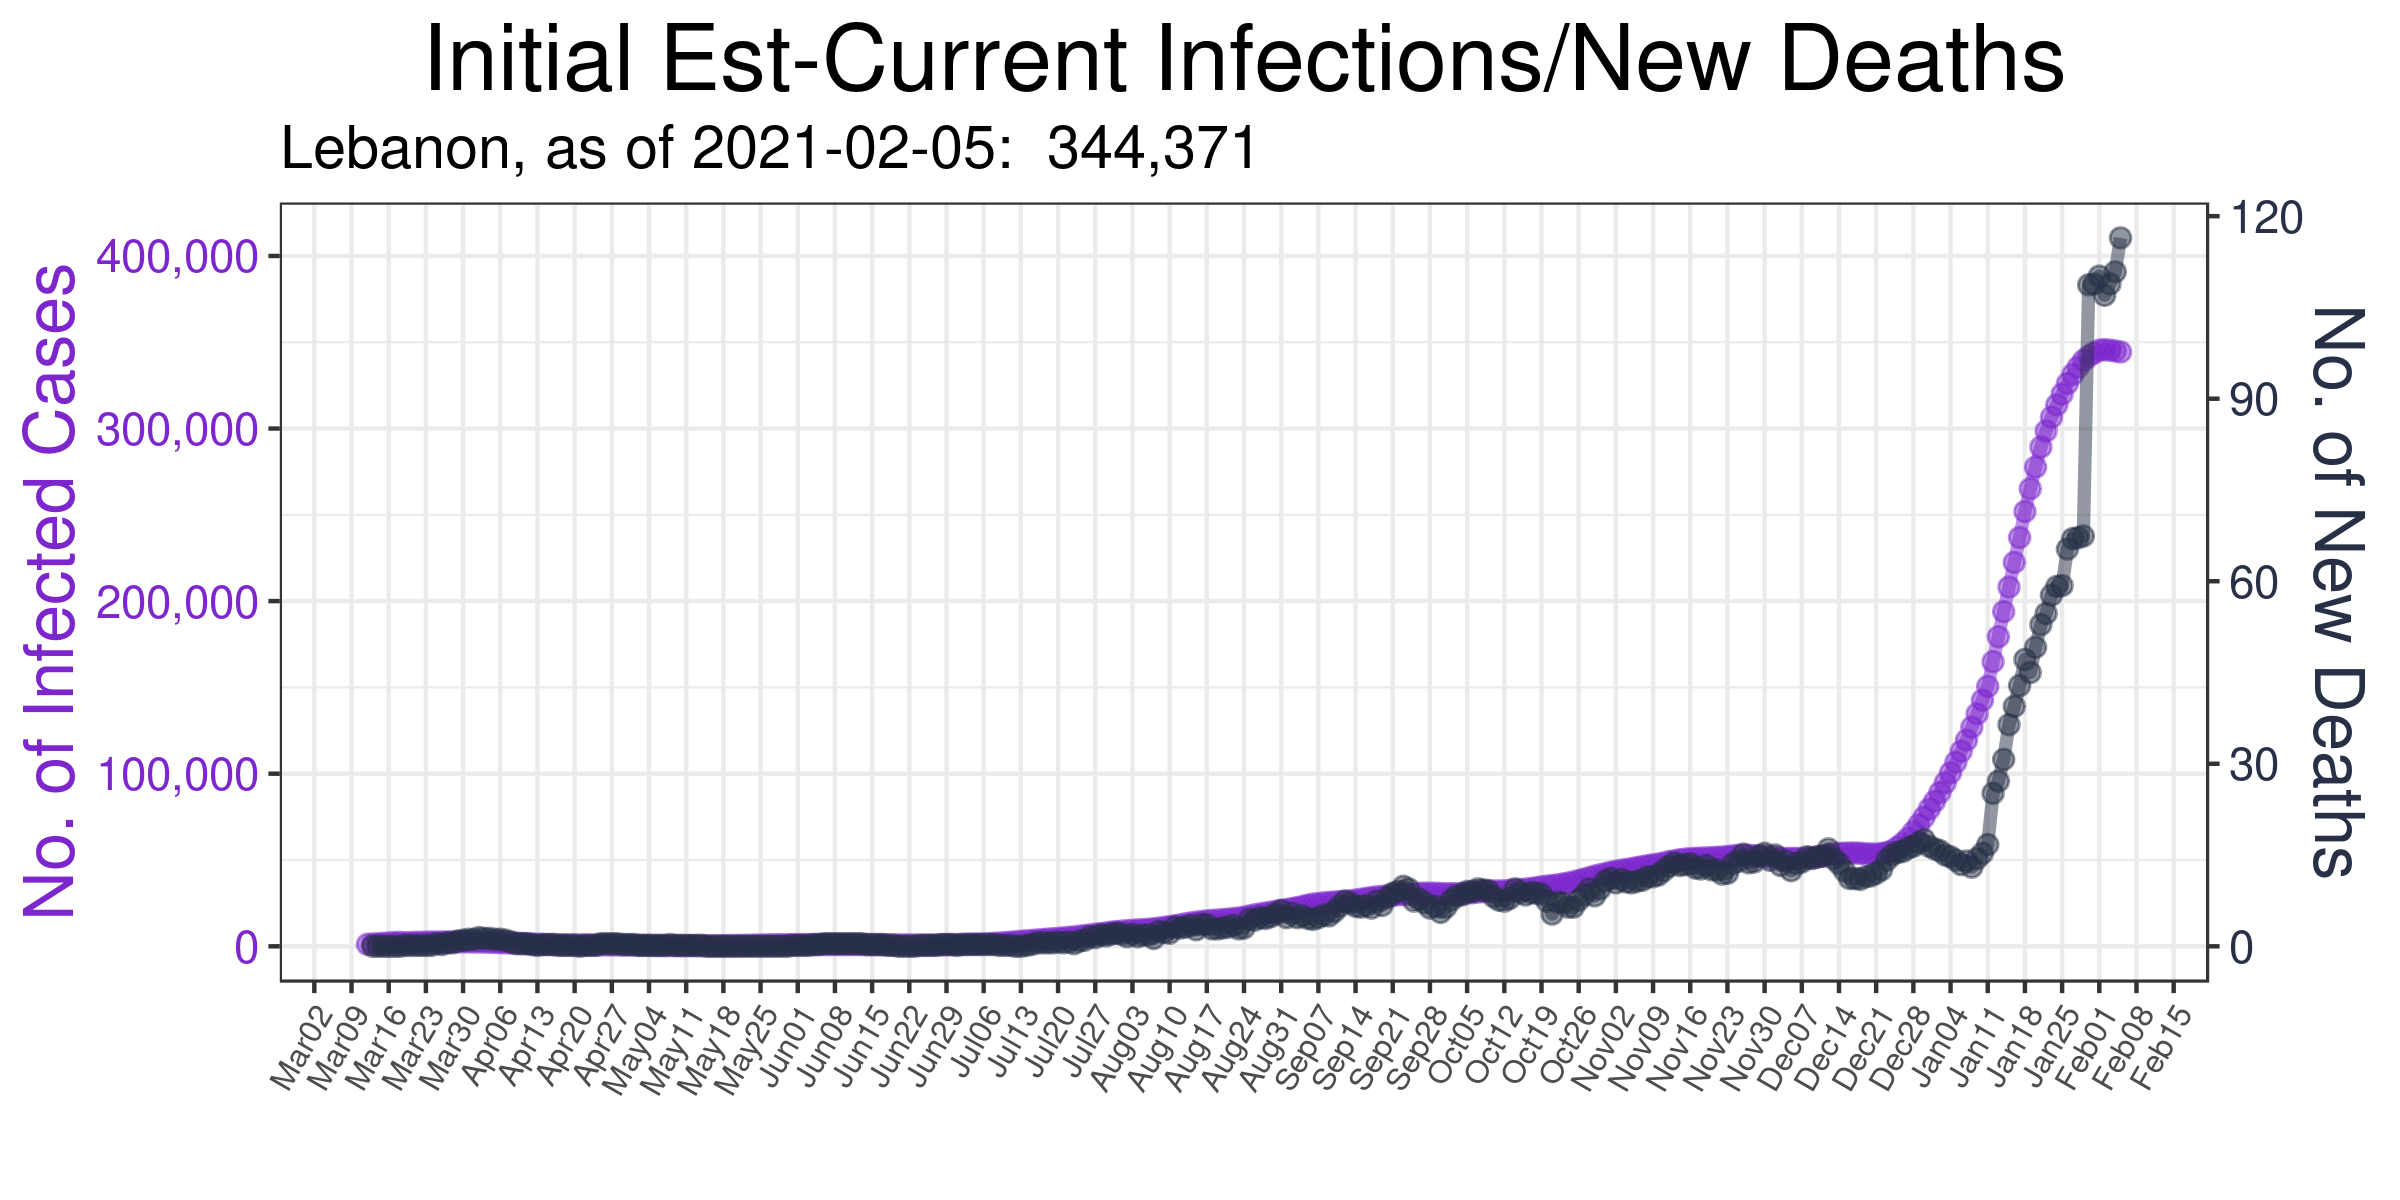 Initial Est-Current Infections/New Deaths
Lebanon, as of 2021-02-05:  344,371
No. of Infected Cases
400,000
300,000
200,000
100,000
0
120
90
60
30
0
No. of New Deaths
Mar02
Mar09
Mar16
Mar23
Mar30
Apr06
Apr13
Apr20
Apr27
May04
May11
May18
May25
Jun01
Jun08
Jun15
Jun22
Jun29
Jul06
Jul13
Jul20
Jul27
Aug03
Aug10
Aug17
Aug24
Aug31
Sep07
Sep14
Sep21
Sep28
Oct05
Oct12
Oct19
Oct26
Nov02
Nov09
Nov16
Nov23
Nov30
Dec07
Dec14
Dec21
Dec28
Jan04
Jan11
Jan18
Jan25
Feb01
Feb08
Feb15